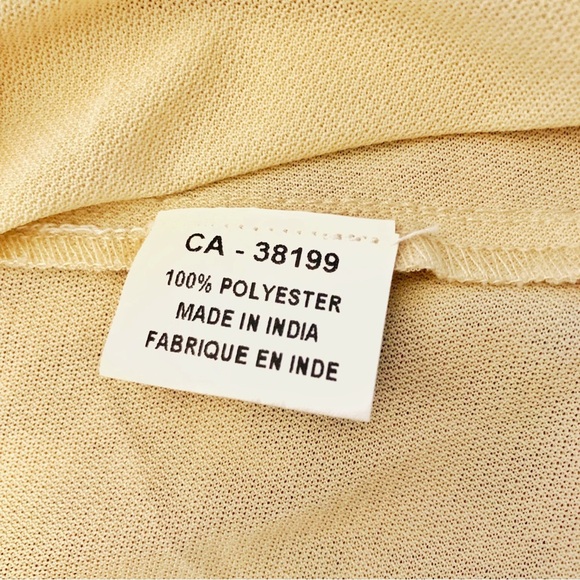 CA - 38199
100% POLYESTER
MADE IN INDIA
FABRIQUE EN INDE